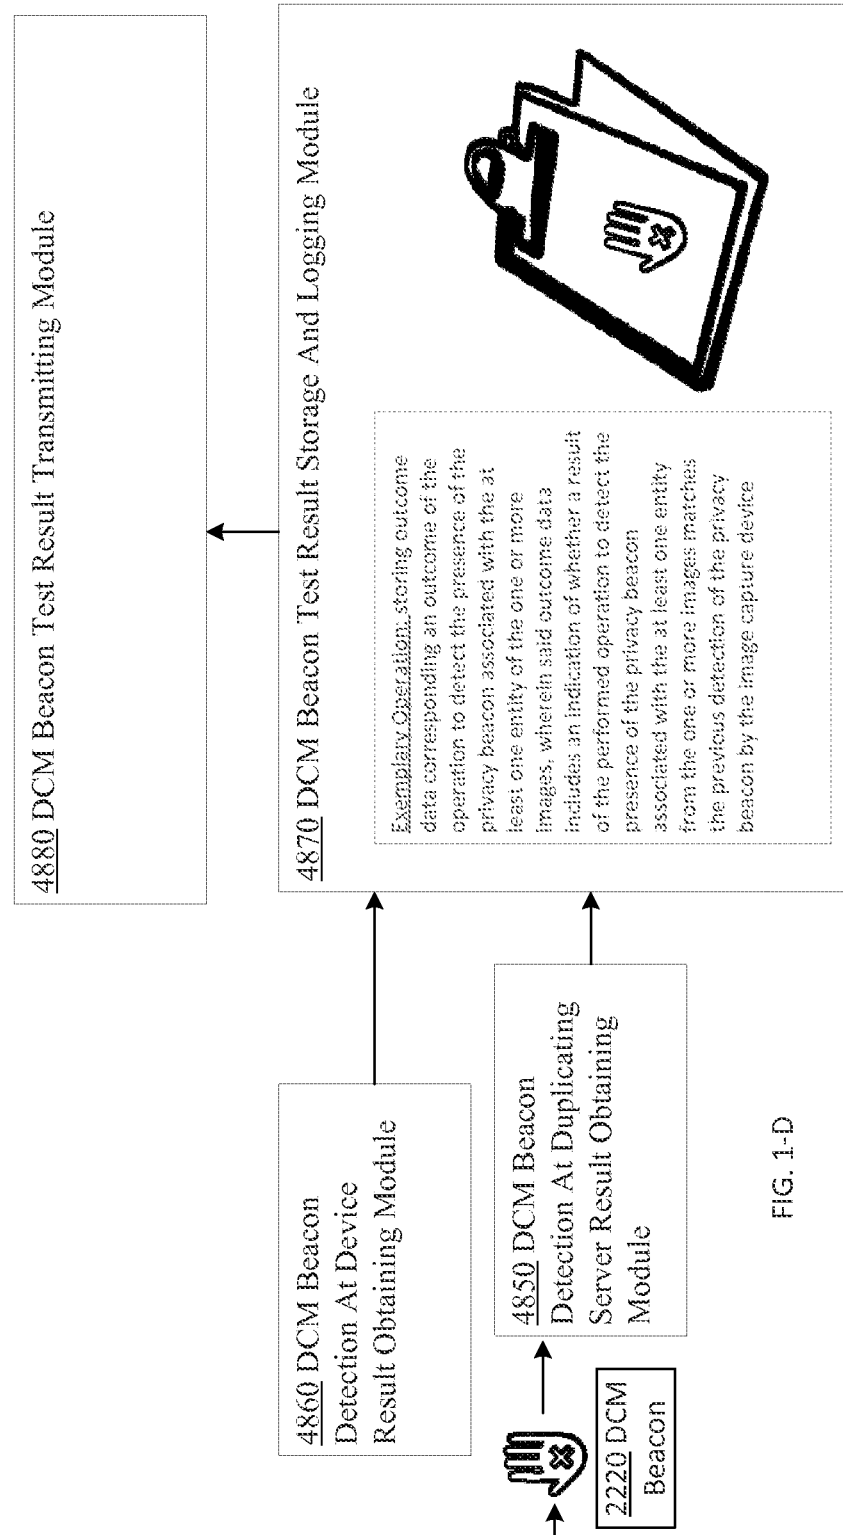 4880 DCM Beacon Test Result Transmitting Module
4870 DCM Beacon Test Result Storage And Logging Module
Exemplary Operation: storing outcome
data corresponding an outcome of the
operation to detect the presence of the
privacy beacon associated with the at
least one entity of the one or more
images, wherein said outcome data
includes an indication of whether a result
of the performed operation to detect the
presence of the privacy beacon
associated with the at least one entity
from the one or more images matches
the previous detection of the privacy
beacon by the image capture device
4860 DCM Beacon
Detection At Device
Result Obtaining Module
4850 DCM Beacon
Detection At Duplicating
Server Result Obtaining
Module
2220 DCM
Beacon
FIG. 1-D